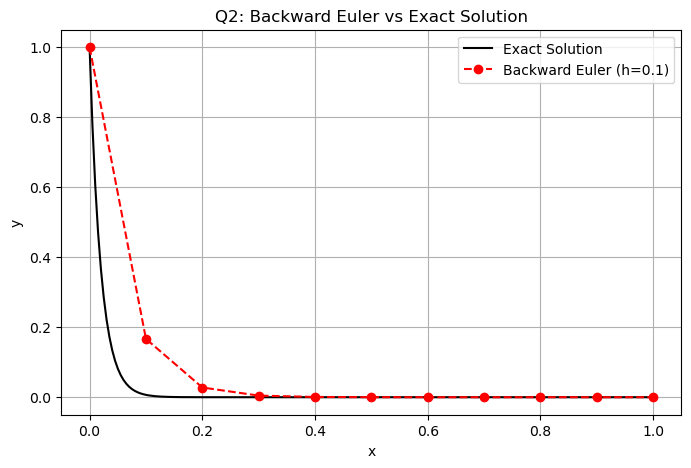 Q2: Backward Euler vs Exact Solution
Exact Solution
Backward Euler (h=0.1)
y
1.0
0.8
0.6
0.4
0.2
0.0
0.0 0.2 0.4 0.6 0.8 1.0
x